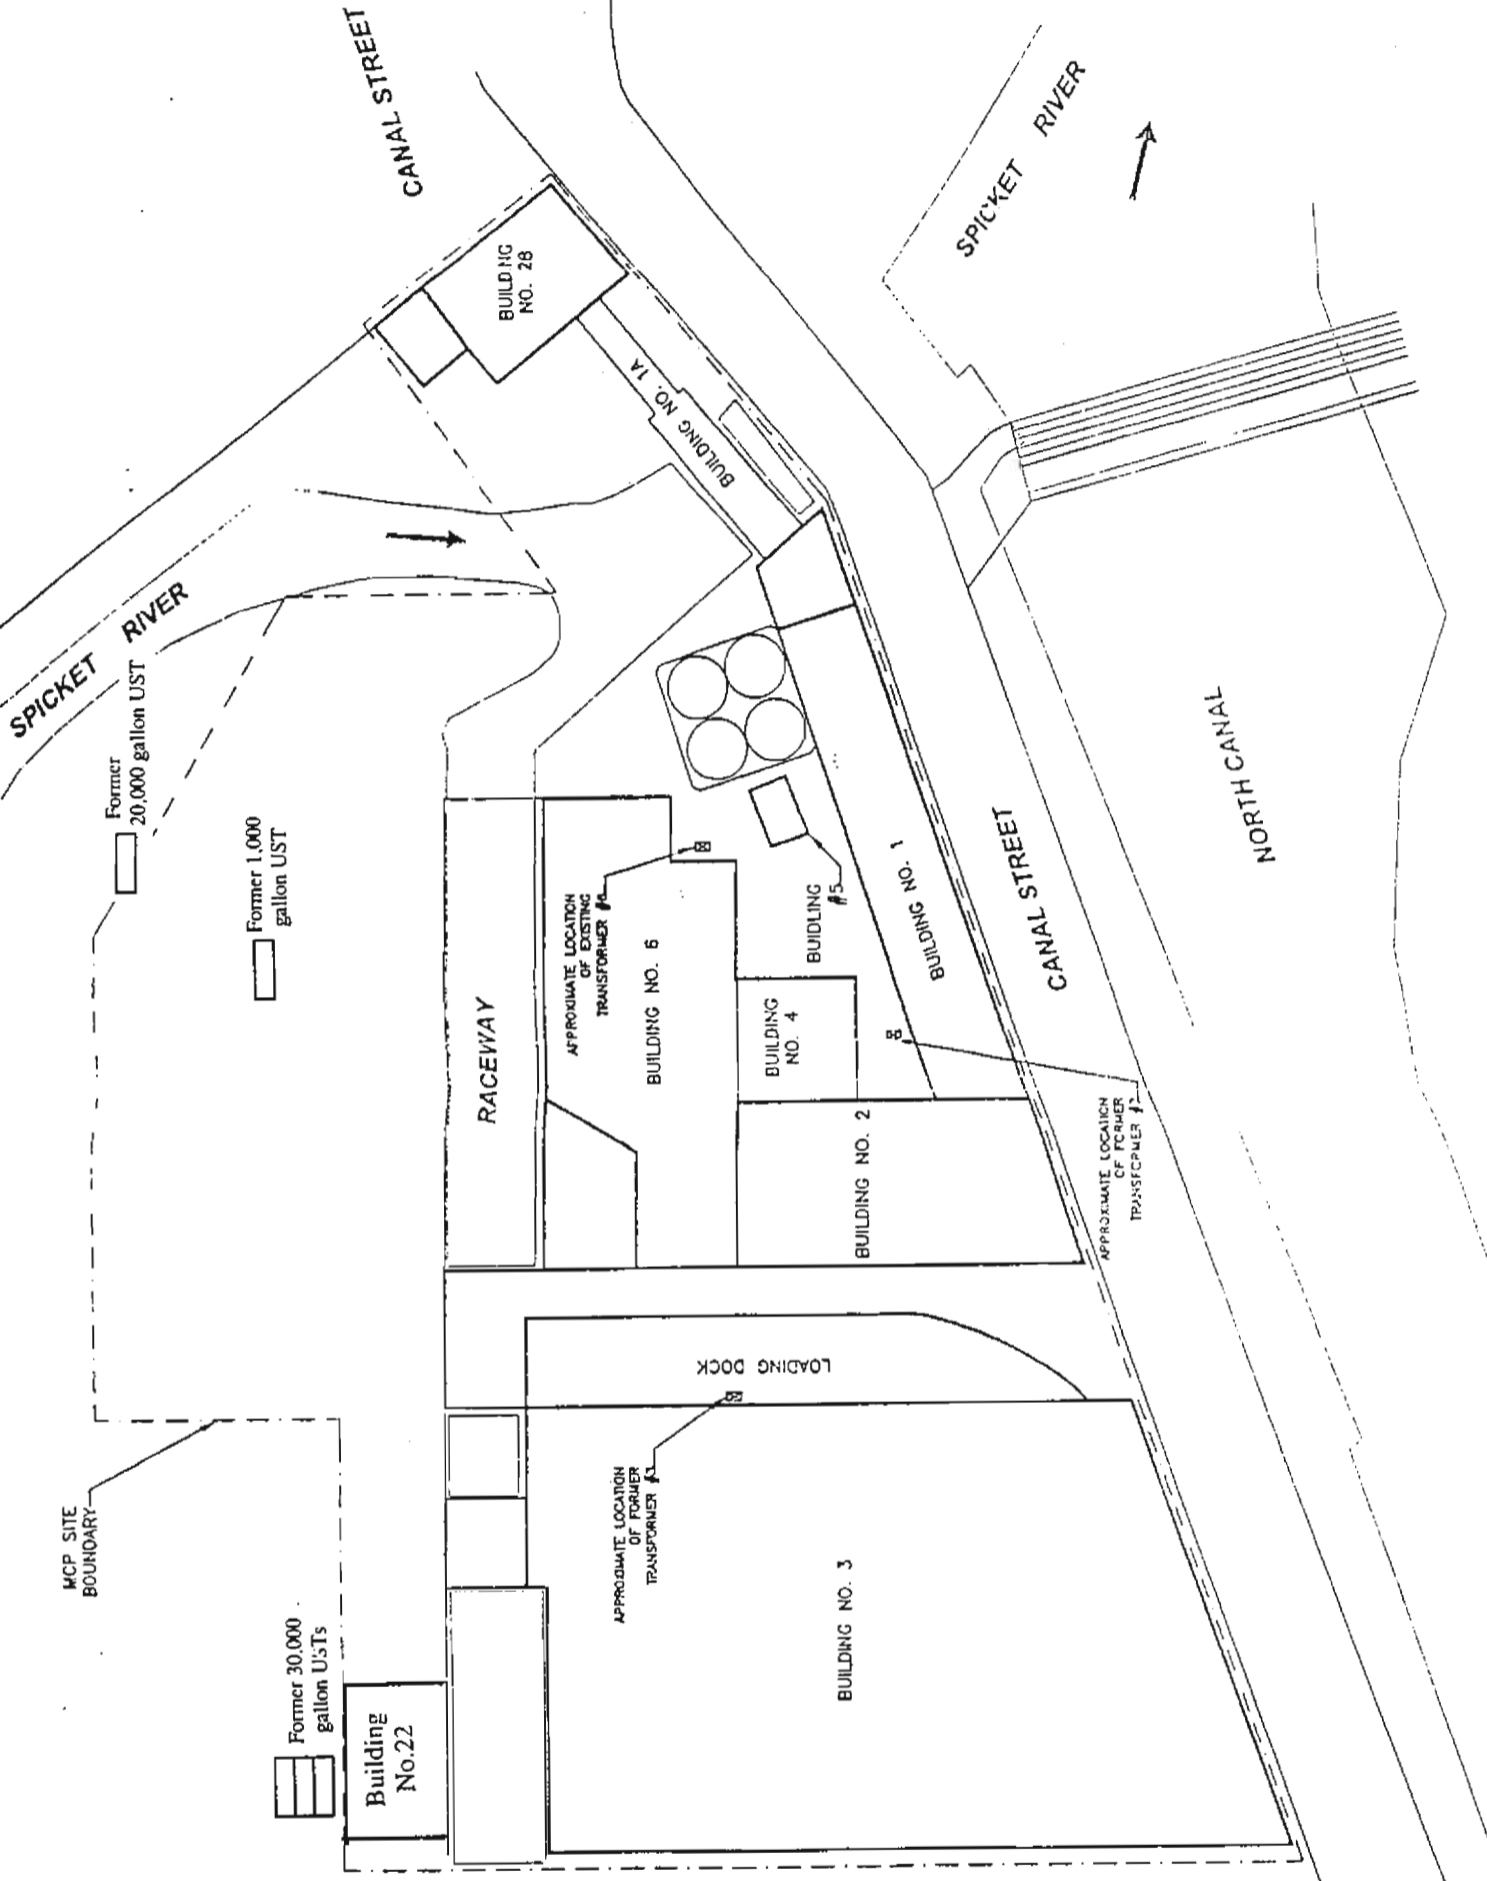 CANAL STREET
SPICKET RIVER
BUILDING
NO. 28
BUILDING NO. 1A
SPICKET RIVER
Former
20,000 gallon UST
Former 1,000
gallon UST
APPROXIMATE LOCATION
OF EXISTING
TRANSFORMER
BUILDING NO. 6
BUIDLING
#5
BUILDING NO. 1
CANAL STREET
NORTH CANAL
RACEWAY
BUILDING
NO. 4
BUILDING NO. 2
APPROXIMATE LOCATION
OF FORMER
TRANSFORMER
LOADING DOCK
MCP SITE
BOUNDARY
APPROXIMATE LOCATION
OF FORMER
TRANSFORMER
BUILDING NO. 3
Former 30,000
gallon USTs
Building
No.22